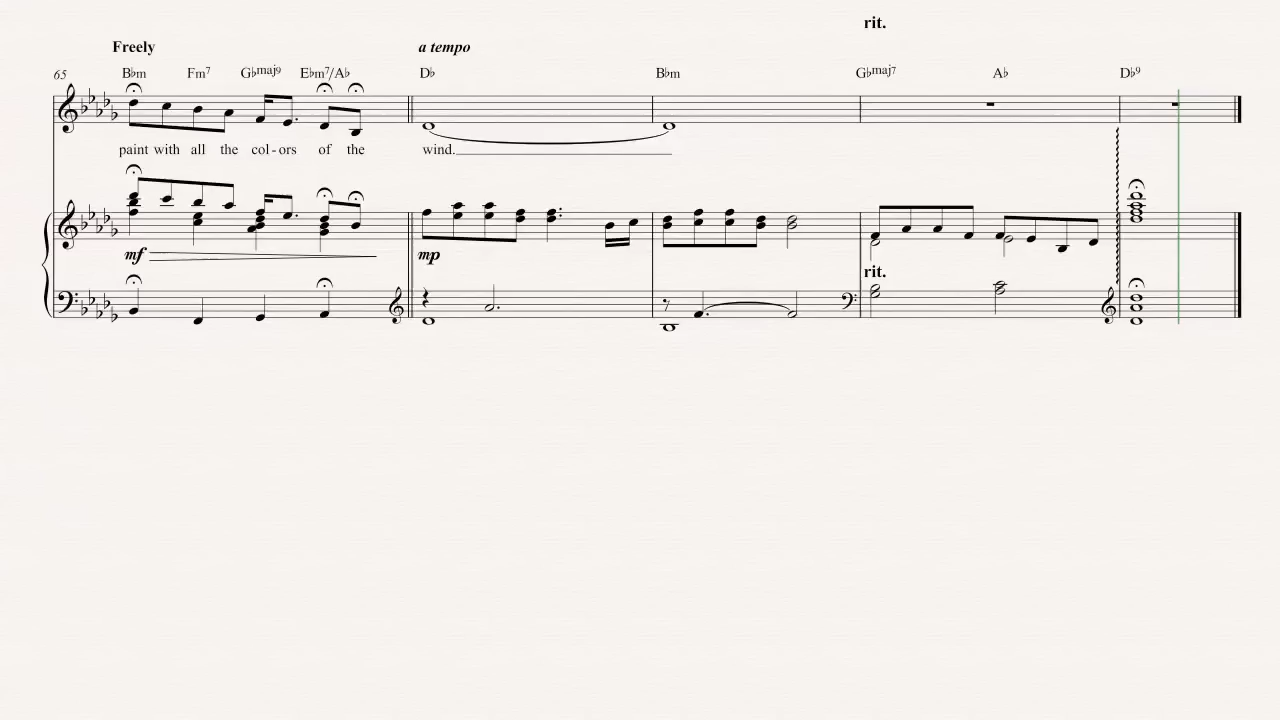 rit.
Freely a tempo
65 B♭m Fm7 G♭maj9 E♭m7/A♭ D♭ B♭m G♭maj7 A♭ D♭9
paint with all the col - ors of the wind.
mf mp
rit.